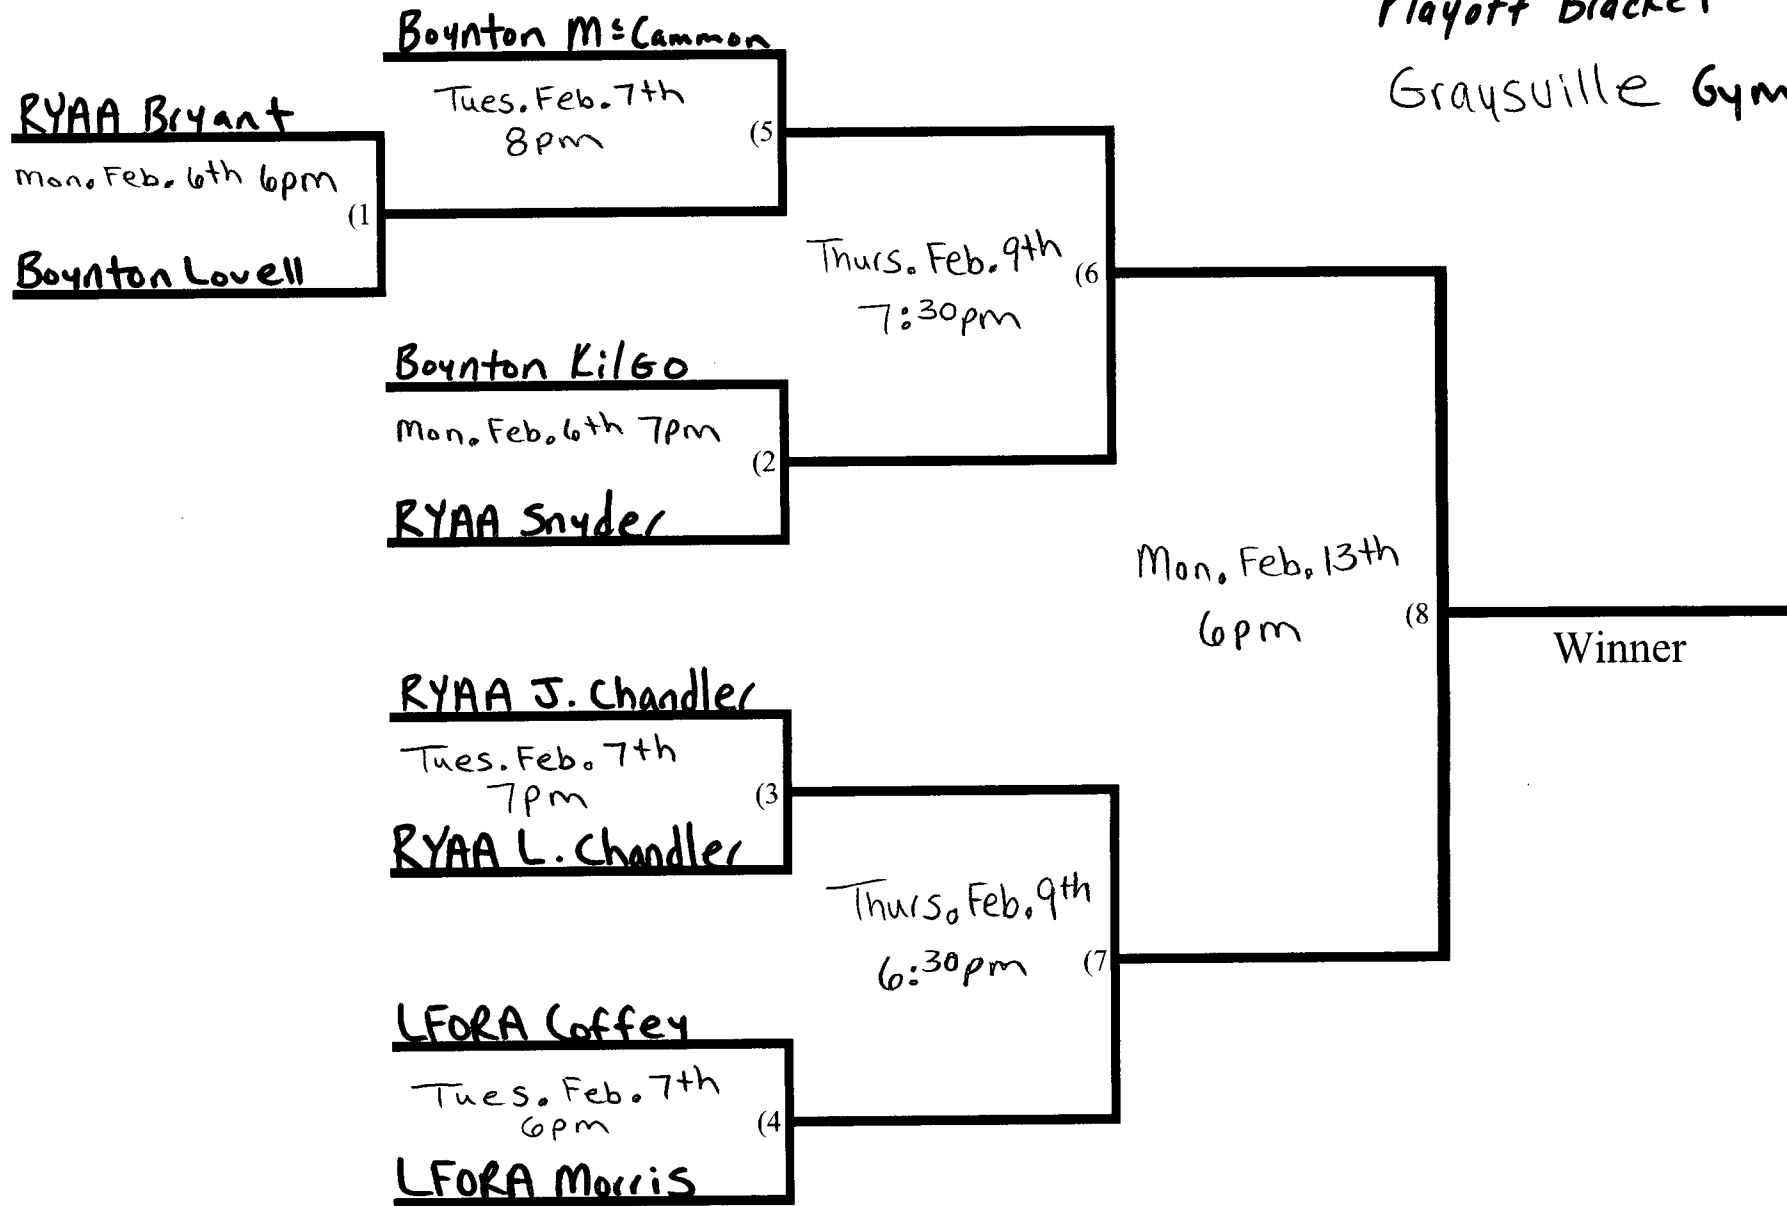 Playoff Bracket
Graysville Gym
Boynton McCammon
Tues. Feb. 7th
8pm
(5
RYAA Bryant
Mon. Feb. 6th 6pm
(1
Boynton Lovell
Thurs. Feb. 9th
7:30pm
(6
Boynton Kilgo
Mon. Feb. 6th 7pm
(2
RYAA Snyder
Mon. Feb. 13th
6pm
(8
Winner
RYAA J. Chandler
Tues. Feb. 7th
7pm
(3
RYAA L. Chandler
Thurs. Feb. 9th
6:30pm
(7
LFORA Coffey
Tues. Feb. 7th
6pm
(4
LFORA Morris